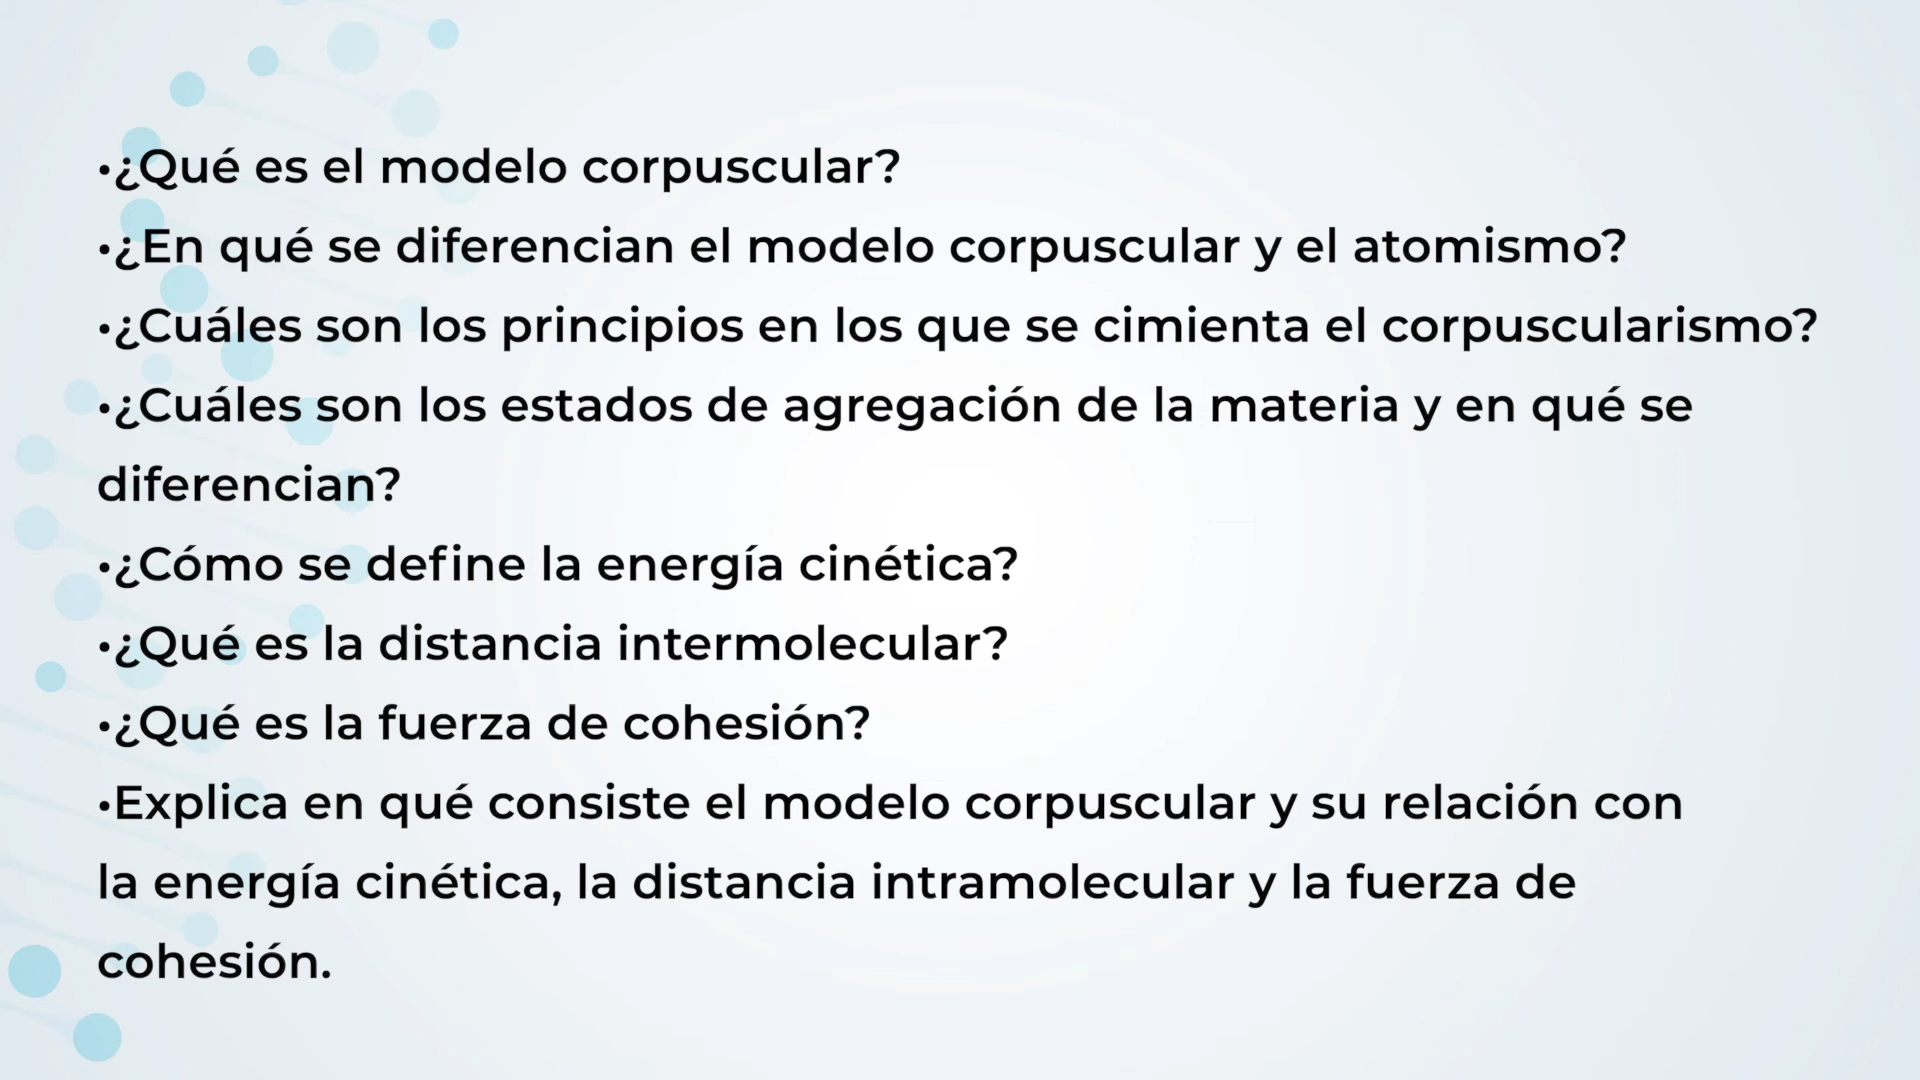 •¿Qué es el modelo corpuscular?
•¿En qué se diferencian el modelo corpuscular y el atomismo?
•¿Cuáles son los principios en los que se cimienta el corpuscularismo?
•¿Cuáles son los estados de agregación de la materia y en qué se
diferencian?
•¿Cómo se define la energía cinética?
•¿Qué es la distancia intermolecular?
•¿Qué es la fuerza de cohesión?
•Explica en qué consiste el modelo corpuscular y su relación con
la energía cinética, la distancia intramolecular y la fuerza de
cohesión.